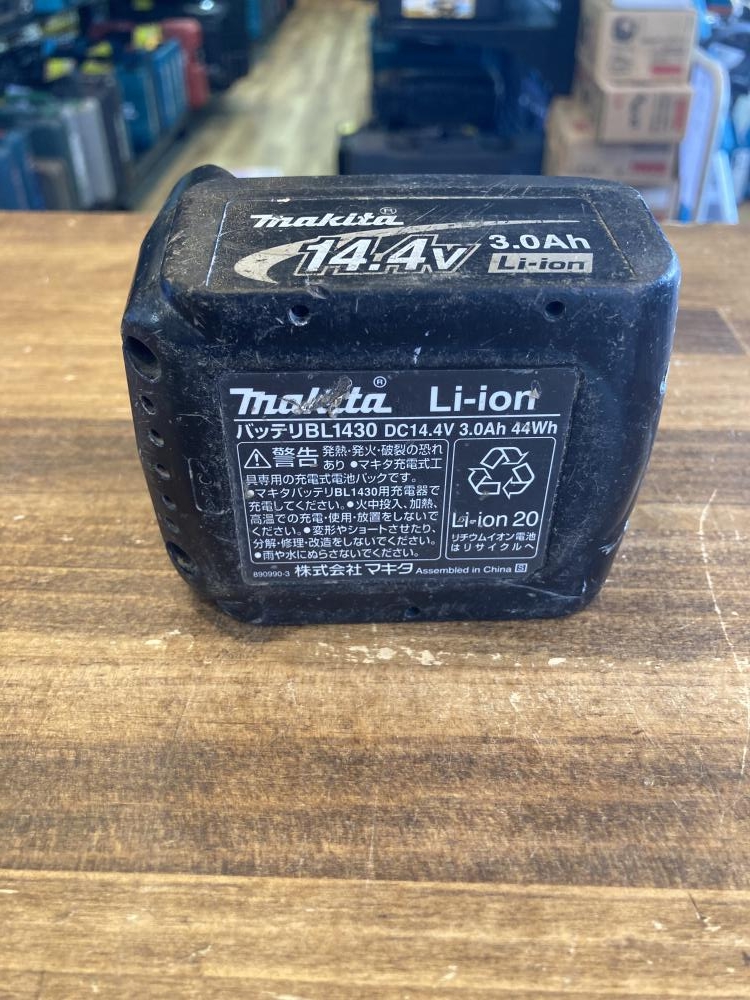 makita®
14.4V 3.0Ah
Li-ion
makita® Li-ion
バッテリBL1430 DC14.4V 3.0Ah 44Wh
警告 発熱・発火・破裂の恐れ
あり ●マキタ充電式工
具専用の充電式電池パックです。
●マキタバッテリBL1430用充電器で
充電してください。●火中投入、加熱、
高温での充電・使用・放置をしないで
ください。●変形やショートさせたり、
分解・修理・改造をしないでください。
●雨や水にぬらさないでください。
Li-ion 20
リチウムイオン電池
はリサイクルへ
890990-3 株式会社マキタ Assembled in China